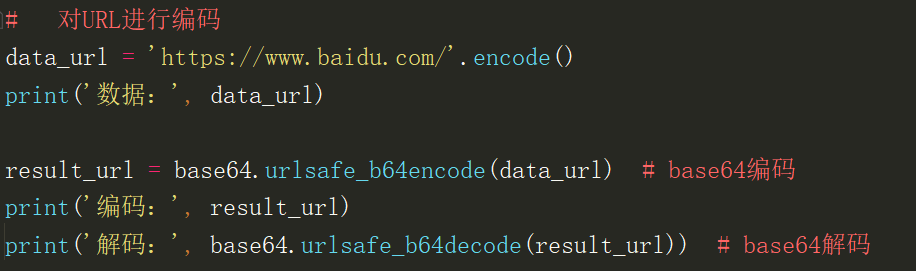 #   对URL进行编码
data_url = 'https://www.baidu.com/'.encode()
print('数据：', data_url)
result_url = base64.urlsafe_b64encode(data_url)  # base64编码
print('编码：', result_url)
print('解码：', base64.urlsafe_b64decode(result_url))  # base64解码